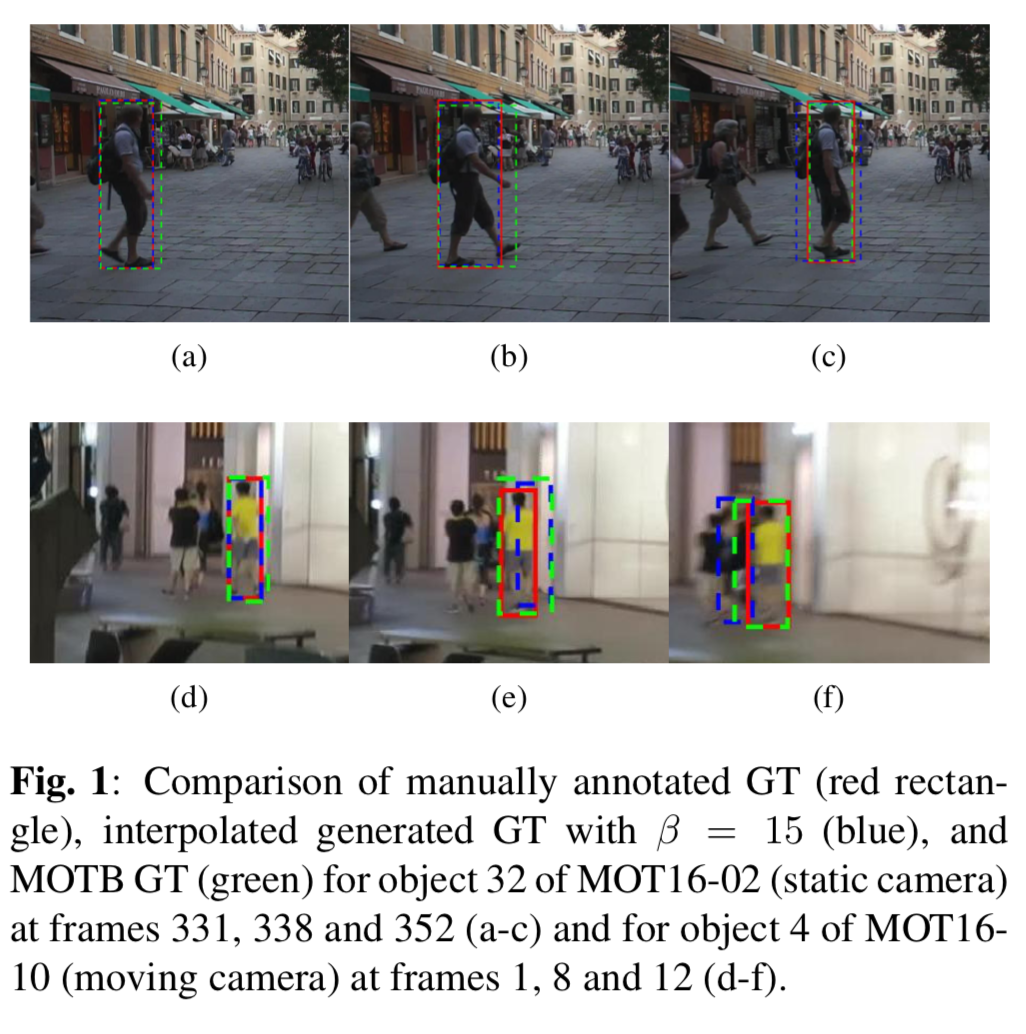 (a) (b) (c)
(d) (e) (f)
Fig. 1: Comparison of manually annotated GT (red rectan-
gle), interpolated generated GT with β = 15 (blue), and
MOTB GT (green) for object 32 of MOT16-02 (static camera)
at frames 331, 338 and 352 (a-c) and for object 4 of MOT16-
10 (moving camera) at frames 1, 8 and 12 (d-f).